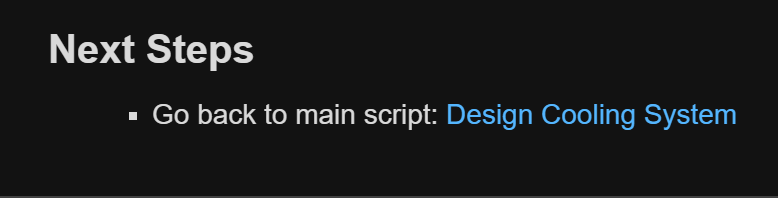 Next Steps
Go back to main script: Design Cooling System